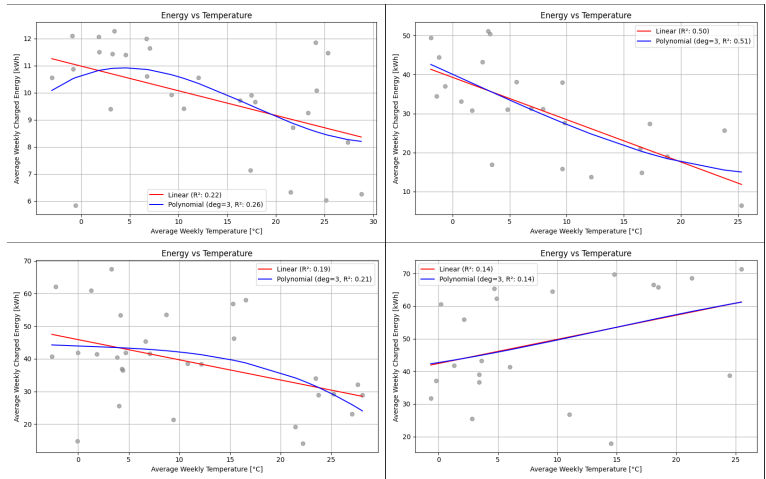 Energy vs Temperature
12
11
10
9
8
7
6
0
5
10
15
20
25
30
Average Weekly Charged Energy [kWh]
Average Weekly Temperature [°C]
Linear (R²: 0.22)
Polynomial (deg=3, R²: 0.26)
Energy vs Temperature
Linear (R²: 0.50)
Polynomial (deg=3, R²: 0.51)
50
40
30
20
10
0
5
10
15
20
25
Average Weekly Charged Energy [kWh]
Average Weekly Temperature [°C]
Energy vs Temperature
Linear (R²: 0.19)
Polynomial (deg=3, R²: 0.21)
70
60
50
40
30
20
0
5
10
15
20
25
Average Weekly Charged Energy [kWh]
Average Weekly Temperature [°C]
Energy vs Temperature
Linear (R²: 0.14)
Polynomial (deg=3, R²: 0.14)
70
60
50
40
30
20
0
5
10
15
20
25
Average Weekly Charged Energy [kWh]
Average Weekly Temperature [°C]